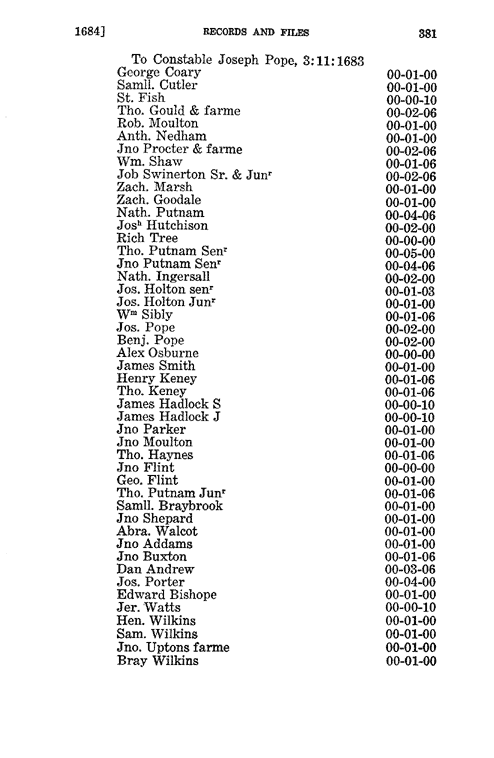 1684] RECORDS AND FILES 381
To Constable Joseph Pope, 3:11:1683
George Coary 00-01-00
Samll. Cutler 00-01-00
St. Fish 00-00-10
Tho. Gould & farme 00-02-06
Rob. Moulton 00-01-00
Anth. Nedham 00-01-00
Jno Procter & farme 00-02-06
Wm. Shaw 00-01-06
Job Swinerton Sr. & Junʳ 00-02-06
Zach. Marsh 00-01-00
Zach. Goodale 00-01-00
Nath. Putnam 00-04-06
Josʰ Hutchison 00-02-00
Rich Tree 00-00-00
Tho. Putnam Senʳ 00-05-00
Jno Putnam Senʳ 00-04-06
Nath. Ingersall 00-02-00
Jos. Holton senʳ 00-01-03
Jos. Holton Junʳ 00-01-00
Wᵐ Sibly 00-01-06
Jos. Pope 00-02-00
Benj. Pope 00-02-00
Alex Osburne 00-00-00
James Smith 00-01-00
Henry Keney 00-01-06
Tho. Keney 00-01-06
James Hadlock S 00-00-10
James Hadlock J 00-00-10
Jno Parker 00-01-00
Jno Moulton 00-01-00
Tho. Haynes 00-01-06
Jno Flint 00-00-00
Geo. Flint 00-01-00
Tho. Putnam Junʳ 00-01-06
Samll. Braybrook 00-01-00
Jno Shepard 00-01-00
Abra. Walcot 00-01-00
Jno Addams 00-01-00
Jno Buxton 00-01-06
Dan Andrew 00-03-06
Jos. Porter 00-04-00
Edward Bishope 00-01-00
Jer. Watts 00-00-10
Hen. Wilkins 00-01-00
Sam. Wilkins 00-01-00
Jno. Uptons farme 00-01-00
Bray Wilkins 00-01-00